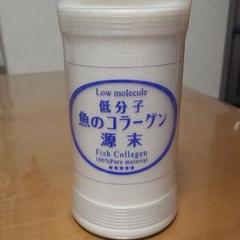 Low molecule
低分子
魚のコラーゲン
源末
Fish Collagen
100%Pure material
★★★★★